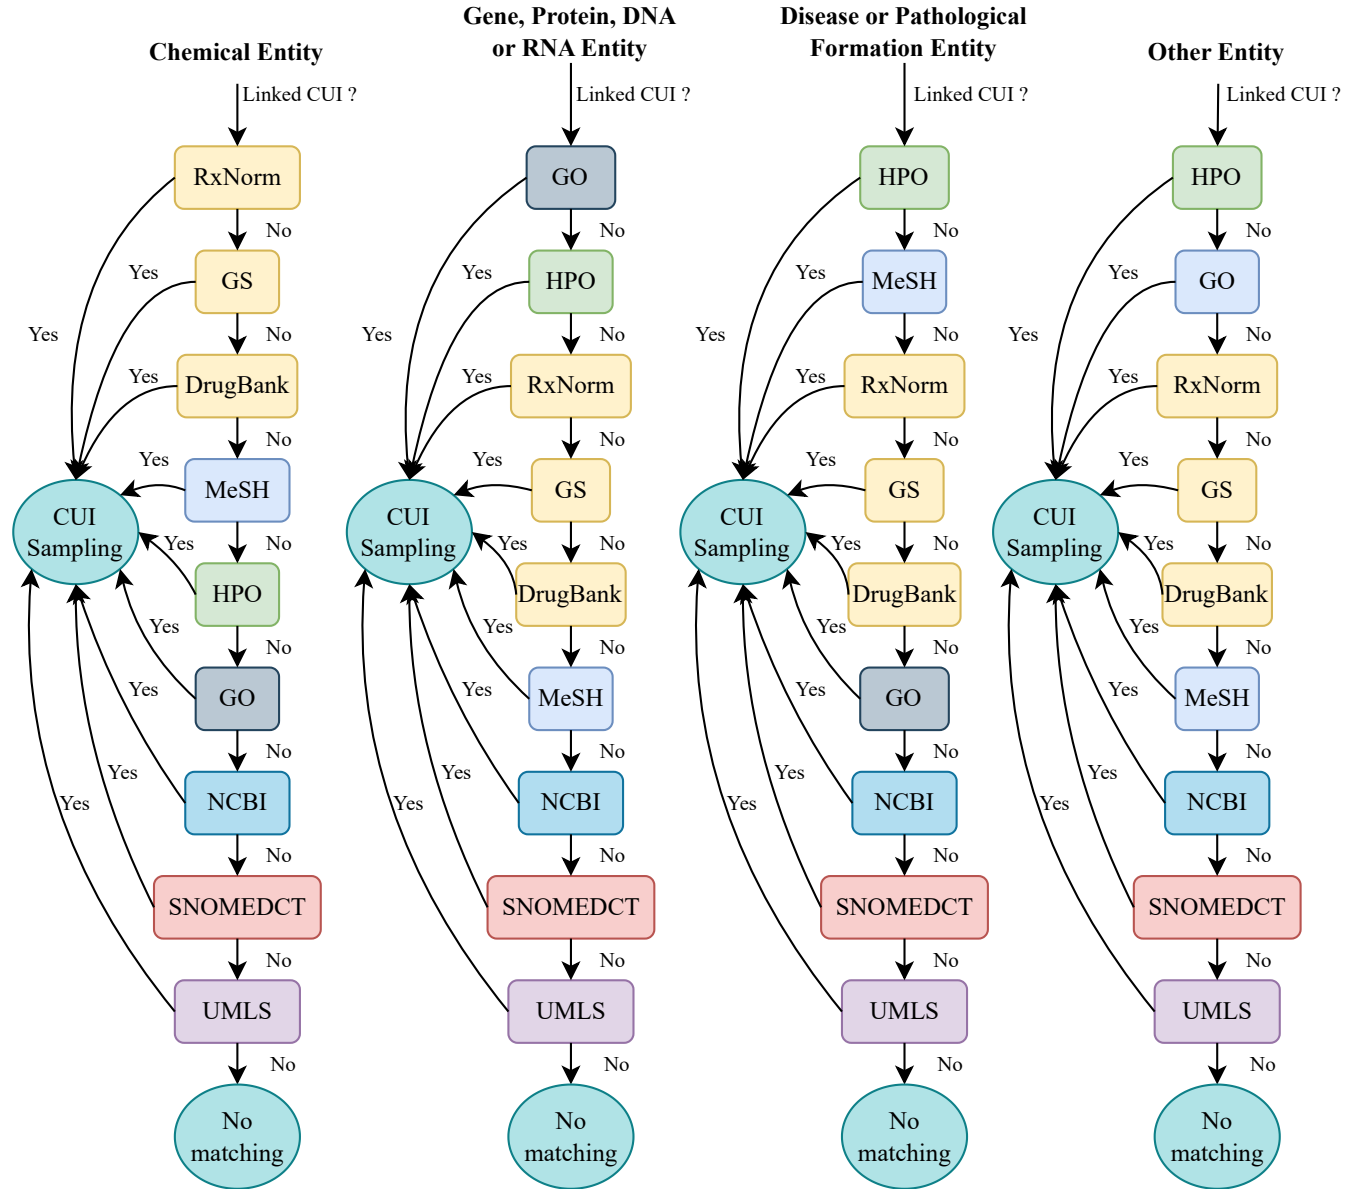 Chemical Entity
Linked CUI ?
RxNorm
No
Yes
GS
No
Yes
DrugBank
No
Yes
MeSH
No
Yes
HPO
No
Yes
GO
No
Yes
NCBI
No
Yes
SNOMEDCT
No
Yes
UMLS
No
Yes
CUI
Sampling
No
matching
Gene, Protein, DNA
or RNA Entity
Linked CUI ?
GO
No
Yes
HPO
No
Yes
RxNorm
No
Yes
GS
No
Yes
DrugBank
No
Yes
MeSH
No
Yes
NCBI
No
Yes
SNOMEDCT
No
Yes
UMLS
No
Yes
CUI
Sampling
No
matching
Disease or Pathological
Formation Entity
Linked CUI ?
HPO
No
Yes
MeSH
No
Yes
RxNorm
No
Yes
GS
No
Yes
DrugBank
No
Yes
GO
No
Yes
NCBI
No
Yes
SNOMEDCT
No
Yes
UMLS
No
Yes
CUI
Sampling
No
matching
Other Entity
Linked CUI ?
HPO
No
Yes
GO
No
Yes
RxNorm
No
Yes
GS
No
Yes
DrugBank
No
Yes
MeSH
No
Yes
NCBI
No
Yes
SNOMEDCT
No
Yes
UMLS
No
Yes
CUI
Sampling
No
matching